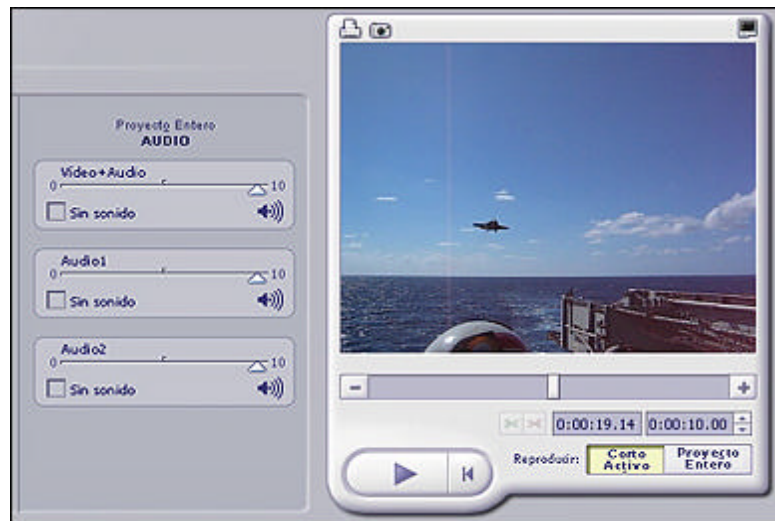 Proyecto Entero
AUDIO
Video+Audio
0 10
Sin sonido
Audio1
0 10
Sin sonido
Audio2
0 10
Sin sonido
0:00:19.14 0:00:10.00
Reproducir:
Corto
Activo
Proyecto
Entero